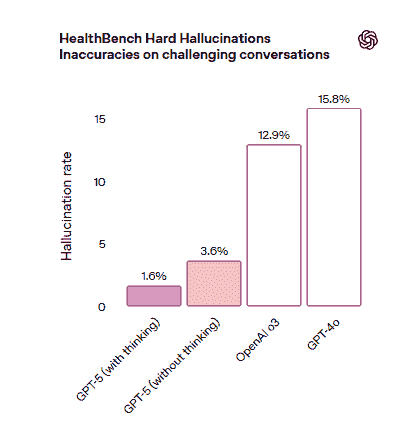 HealthBench Hard Hallucinations
Inaccuracies on challenging conversations
Hallucination rate
15
10
5
0
1.6%
3.6%
12.9%
15.8%
GPT-5 (with thinking)
GPT-5 (without thinking)
OpenAI o3
GPT-4o